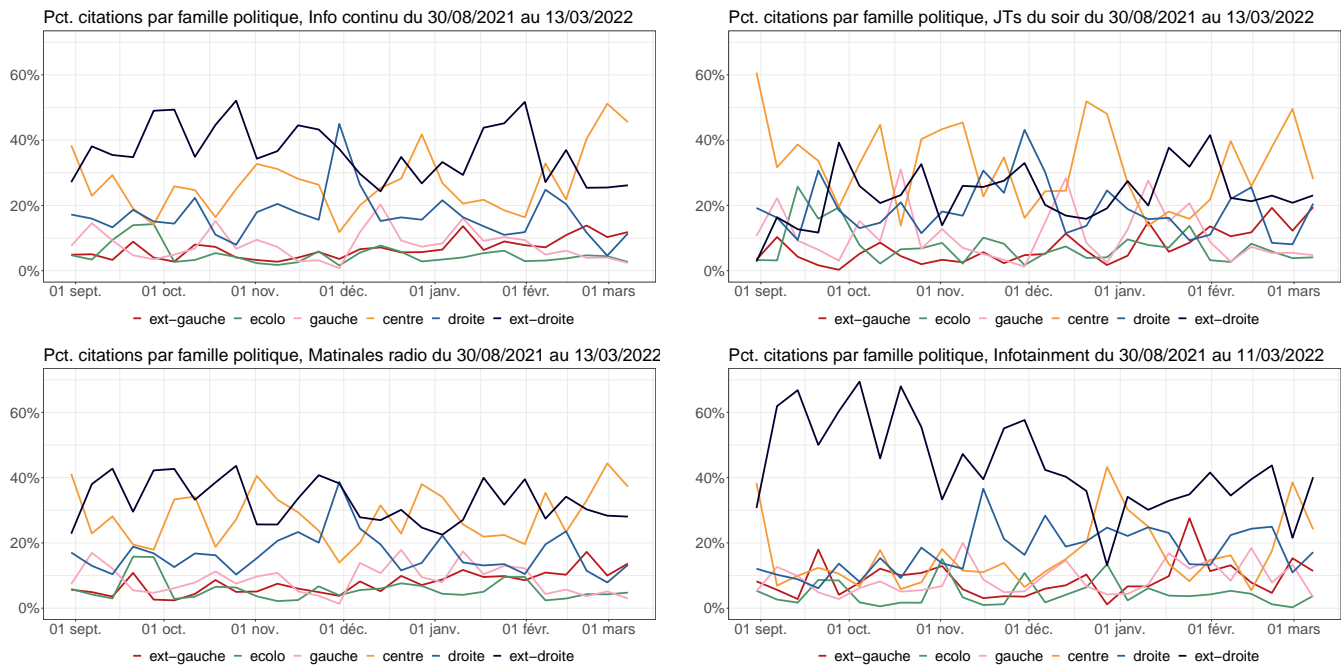 Pct. citations par famille politique, Info continu du 30/08/2021 au 13/03/2022
60%
40%
20%
0%
01 sept. 01 oct. 01 nov. 01 déc. 01 janv. 01 févr. 01 mars
ext−gauche ecolo gauche centre droite ext−droite
Pct. citations par famille politique, JTs du soir du 30/08/2021 au 13/03/2022
60%
40%
20%
0%
01 sept. 01 oct. 01 nov. 01 déc. 01 janv. 01 févr. 01 mars
ext−gauche ecolo gauche centre droite ext−droite
Pct. citations par famille politique, Matinales radio du 30/08/2021 au 13/03/2022
60%
40%
20%
0%
01 sept. 01 oct. 01 nov. 01 déc. 01 janv. 01 févr. 01 mars
ext−gauche ecolo gauche centre droite ext−droite
Pct. citations par famille politique, Infotainment du 30/08/2021 au 11/03/2022
60%
40%
20%
0%
01 sept. 01 oct. 01 nov. 01 déc. 01 janv. 01 févr. 01 mars
ext−gauche ecolo gauche centre droite ext−droite